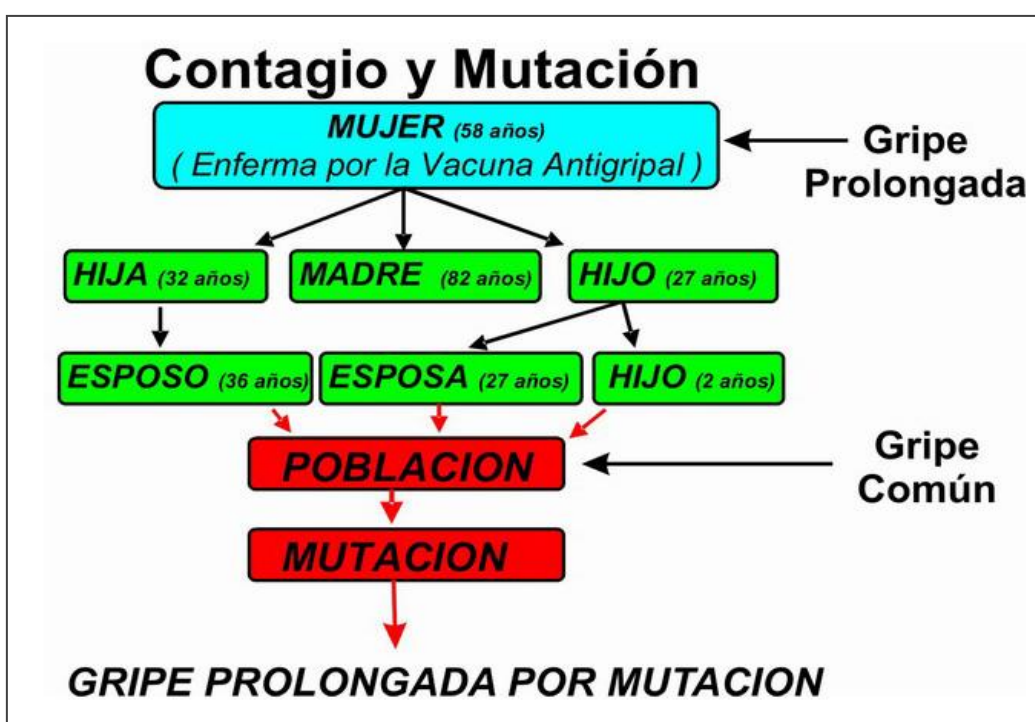 Contagio y Mutación
MUJER (58 años)
( Enferma por la Vacuna Antigripal )
Gripe
Prolongada
HIJA (32 años)
MADRE (82 años)
HIJO (27 años)
ESPOSO (36 años)
ESPOSA (27 años)
HIJO (2 años)
POBLACION
Gripe
Común
MUTACION
GRIPE PROLONGADA POR MUTACION